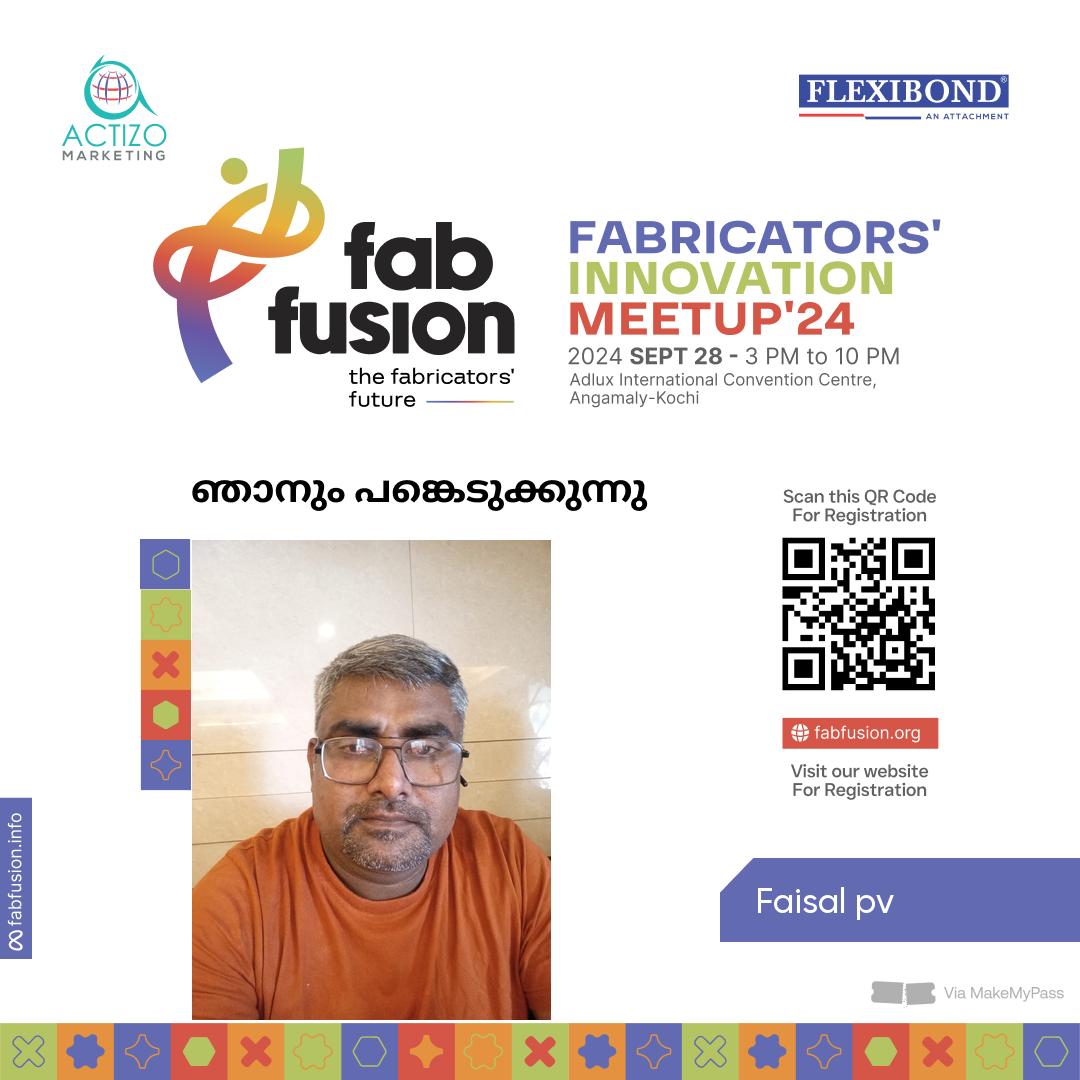 ACTIZO
MARKETING
FLEXIBOND®
AN ATTACHMENT
fab
fusion
the fabricators'
future
FABRICATORS'
INNOVATION
MEETUP'24
2024 SEPT 28 - 3 PM to 10 PM
Adlux International Convention Centre,
Angamaly-Kochi
ഞാനും പങ്കെടുക്കുന്നു
Scan this QR Code
For Registration
fabfusion.org
Visit our website
For Registration
fabfusion.info
Faisal pv
Via MakeMyPass